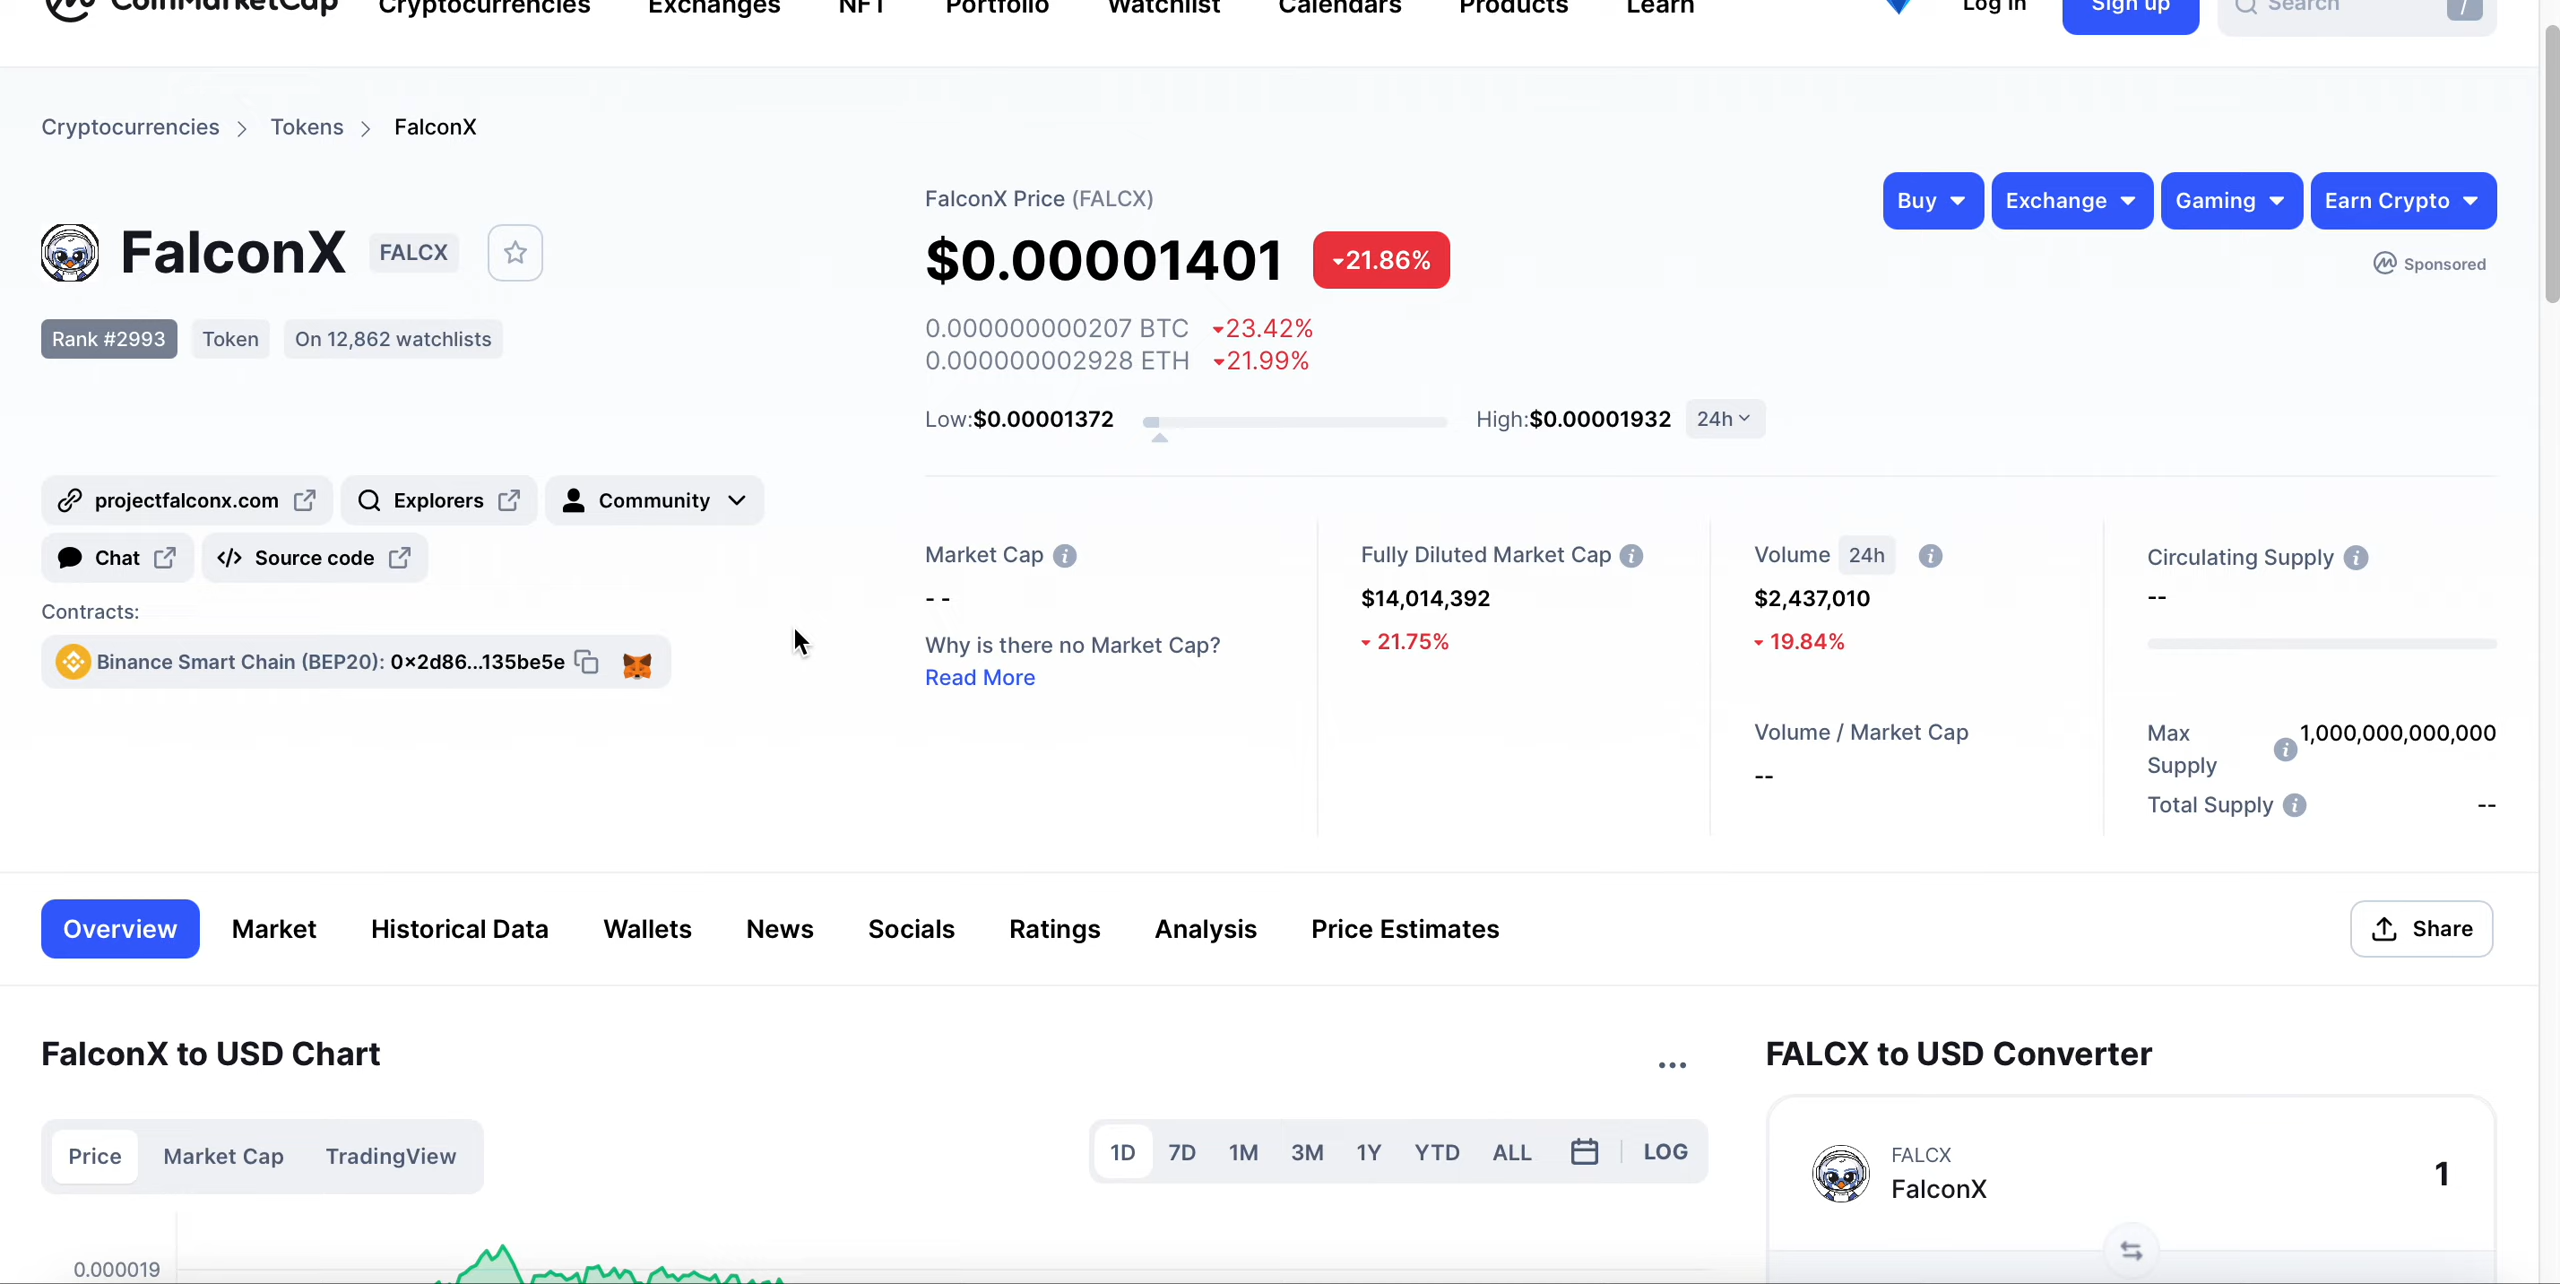 CoinMarketCap Cryptocurrencies Exchanges NFT Portfolio Watchlist Calendars Products Learn Log In Sign up Search /
Cryptocurrencies > Tokens > FalconX
FalconX FALCX
Rank #2993 Token On 12,862 watchlists
projectfalconx.com Explorers Community
Chat </> Source code
Contracts:
Binance Smart Chain (BEP20): 0x2d86...135be5e
FalconX Price (FALCX)
$0.00001401 21.86%
0.000000000207 BTC 23.42%
0.000000002928 ETH 21.99%
Low:$0.00001372 High:$0.00001932 24h
Buy Exchange Gaming Earn Crypto
Sponsored
Market Cap
- -
Why is there no Market Cap?
Read More
Fully Diluted Market Cap
$14,014,392
21.75%
Volume 24h
$2,437,010
19.84%
Volume / Market Cap
--
Circulating Supply
--
Max Supply 1,000,000,000,000
Total Supply --
Overview Market Historical Data Wallets News Socials Ratings Analysis Price Estimates Share
FalconX to USD Chart
Price Market Cap TradingView 1D 7D 1M 3M 1Y YTD ALL LOG
0.000019
FALCX to USD Converter
FALCX
FalconX 1